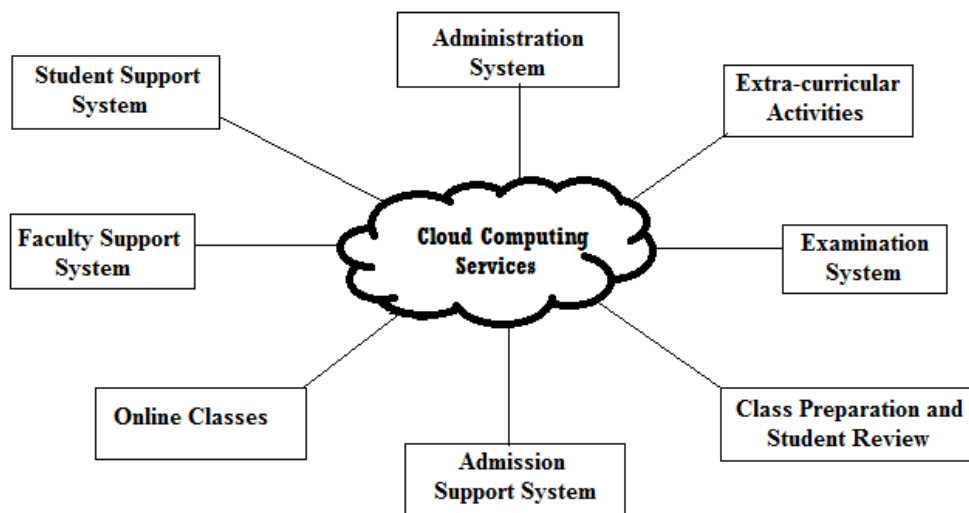 Administration
System
Student Support
System
Extra-curricular
Activities
Faculty Support
System
Cloud Computing
Services
Examination
System
Online Classes
Class Preparation and
Student Review
Admission
Support System